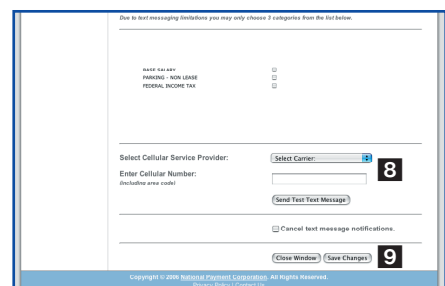 Due to text messaging limitations you may only choose 3 categories from the list below.
BASE SALARY
PARKING - NON LEASE
FEDERAL INCOME TAX
Select Cellular Service Provider: Select Carrier:
8
Enter Cellular Number:
(including area code)
Send Test Text Message
Cancel text message notifications.
Close Window Save Changes 9
Copyright © 2006 National Payment Corporation. All Rights Reserved.
Privacy Policy | Contact Us